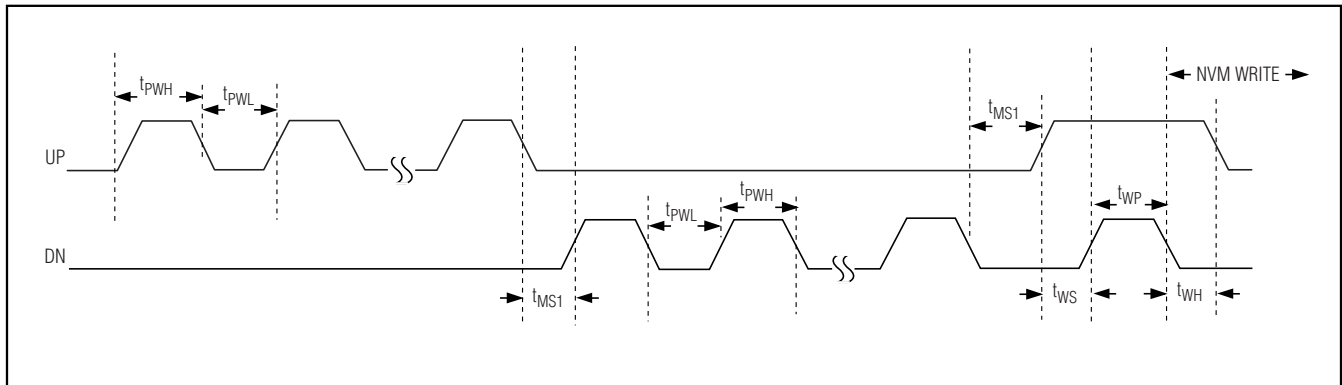 NVM WRITE
tPWH
tPWL
tMS1
UP
tPWL
tPWH
tWP
DN
tMS1
tWS
tWH